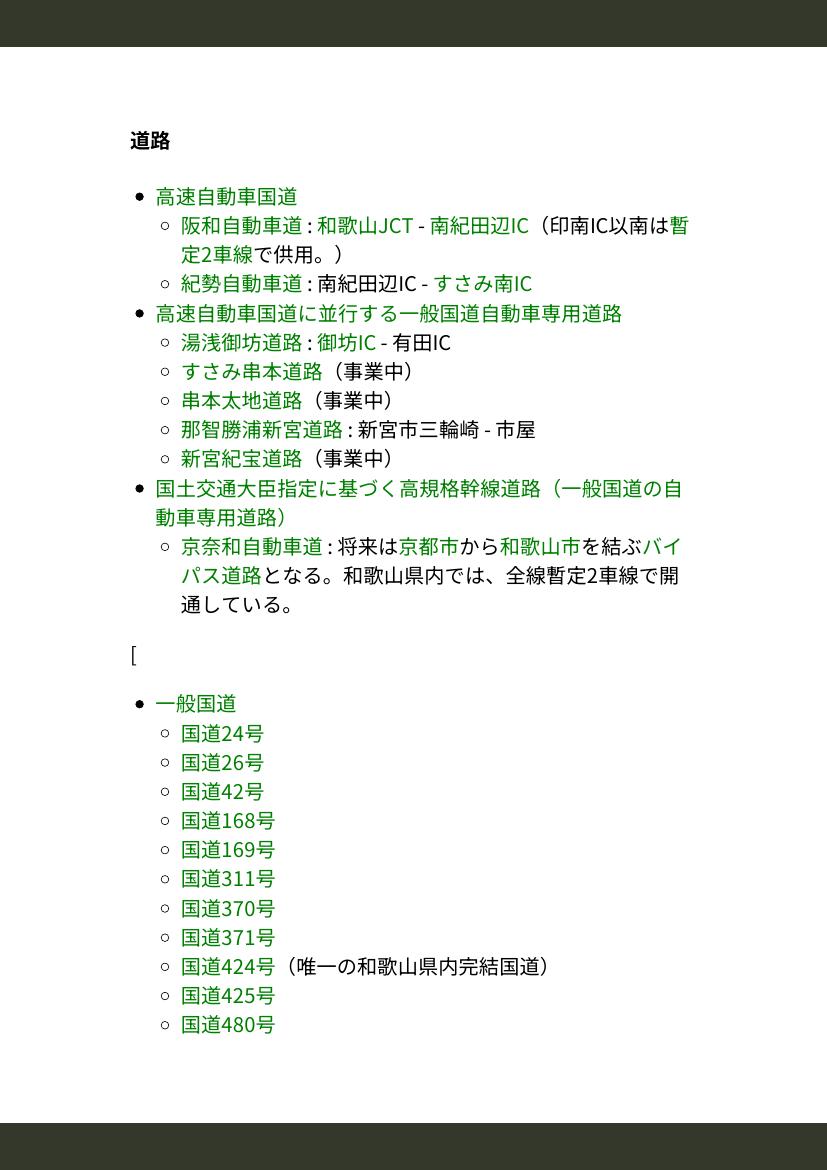 道路
• 高速自動車国道
○ 阪和自動車道 : 和歌山JCT - 南紀田辺IC（印南IC以南は暫
定2車線で供用。）
○ 紀勢自動車道 : 南紀田辺IC - すさみ南IC
• 高速自動車国道に並行する一般国道自動車専用道路
○ 湯浅御坊道路 : 御坊IC - 有田IC
○ すさみ串本道路（事業中）
○ 串本太地道路（事業中）
○ 那智勝浦新宮道路 : 新宮市三輪崎 - 市屋
○ 新宮紀宝道路（事業中）
• 国土交通大臣指定に基づく高規格幹線道路（一般国道の自
動車専用道路）
○ 京奈和自動車道 : 将来は京都市から和歌山市を結ぶバイ
パス道路となる。和歌山県内では、全線暫定2車線で開
通している。
[
• 一般国道
○ 国道24号
○ 国道26号
○ 国道42号
○ 国道168号
○ 国道169号
○ 国道311号
○ 国道370号
○ 国道371号
○ 国道424号（唯一の和歌山県内完結国道）
○ 国道425号
○ 国道480号